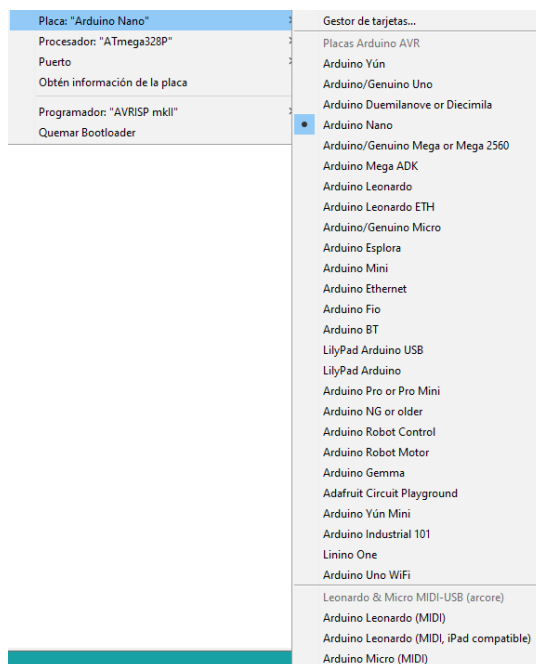 Placa: "Arduino Nano"
Procesador: "ATmega328P"
Puerto
Obtén información de la placa
Programador: "AVRISP mkII"
Quemar Bootloader
Gestor de tarjetas...
Placas Arduino AVR
Arduino Yún
Arduino/Genuino Uno
Arduino Duemilanove or Diecimila
Arduino Nano
Arduino/Genuino Mega or Mega 2560
Arduino Mega ADK
Arduino Leonardo
Arduino Leonardo ETH
Arduino/Genuino Micro
Arduino Esplora
Arduino Mini
Arduino Ethernet
Arduino Fio
Arduino BT
LilyPad Arduino USB
LilyPad Arduino
Arduino Pro or Pro Mini
Arduino NG or older
Arduino Robot Control
Arduino Robot Motor
Arduino Gemma
Adafruit Circuit Playground
Arduino Yún Mini
Arduino Industrial 101
Linino One
Arduino Uno WiFi
Leonardo & Micro MIDI-USB (arcore)
Arduino Leonardo (MIDI)
Arduino Leonardo (MIDI, iPad compatible)
Arduino Micro (MIDI)